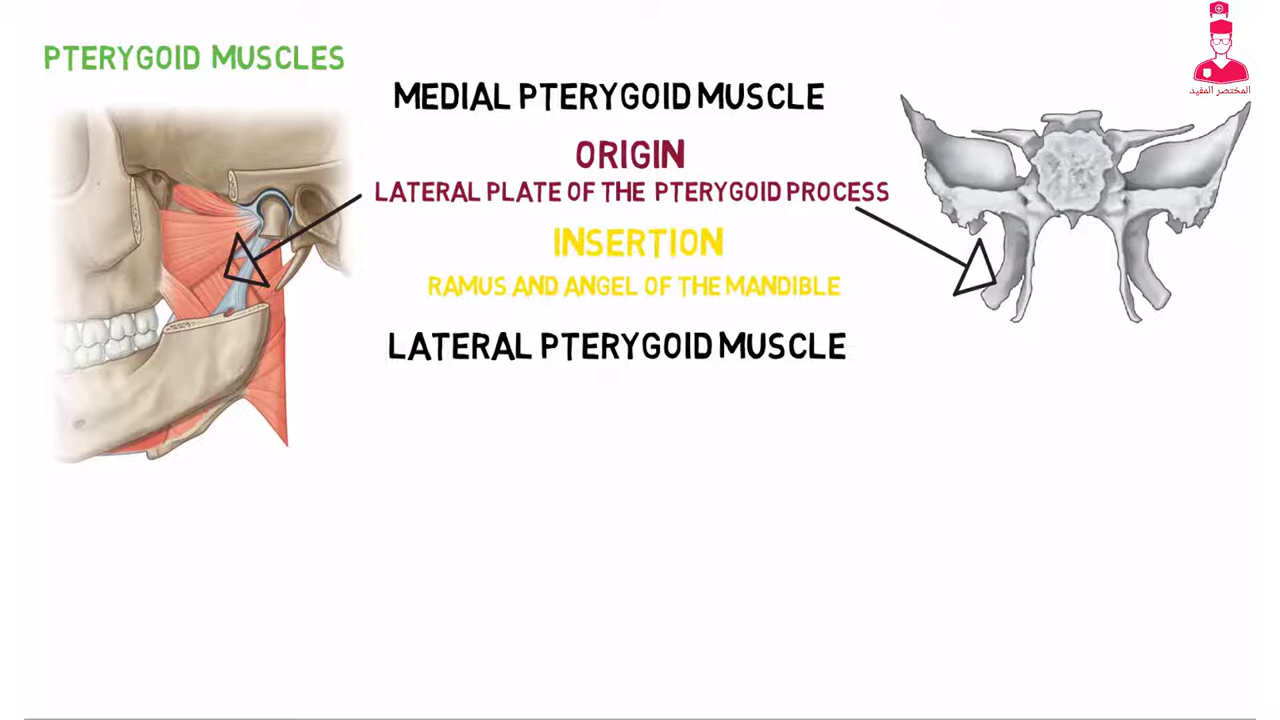 PTERYGOID MUSCLES
المختصر المفيد
MEDIAL PTERYGOID MUSCLE
ORIGIN
LATERAL PLATE OF THE PTERYGOID PROCESS
INSERTION
RAMUS AND ANGEL OF THE MANDIBLE
LATERAL PTERYGOID MUSCLE